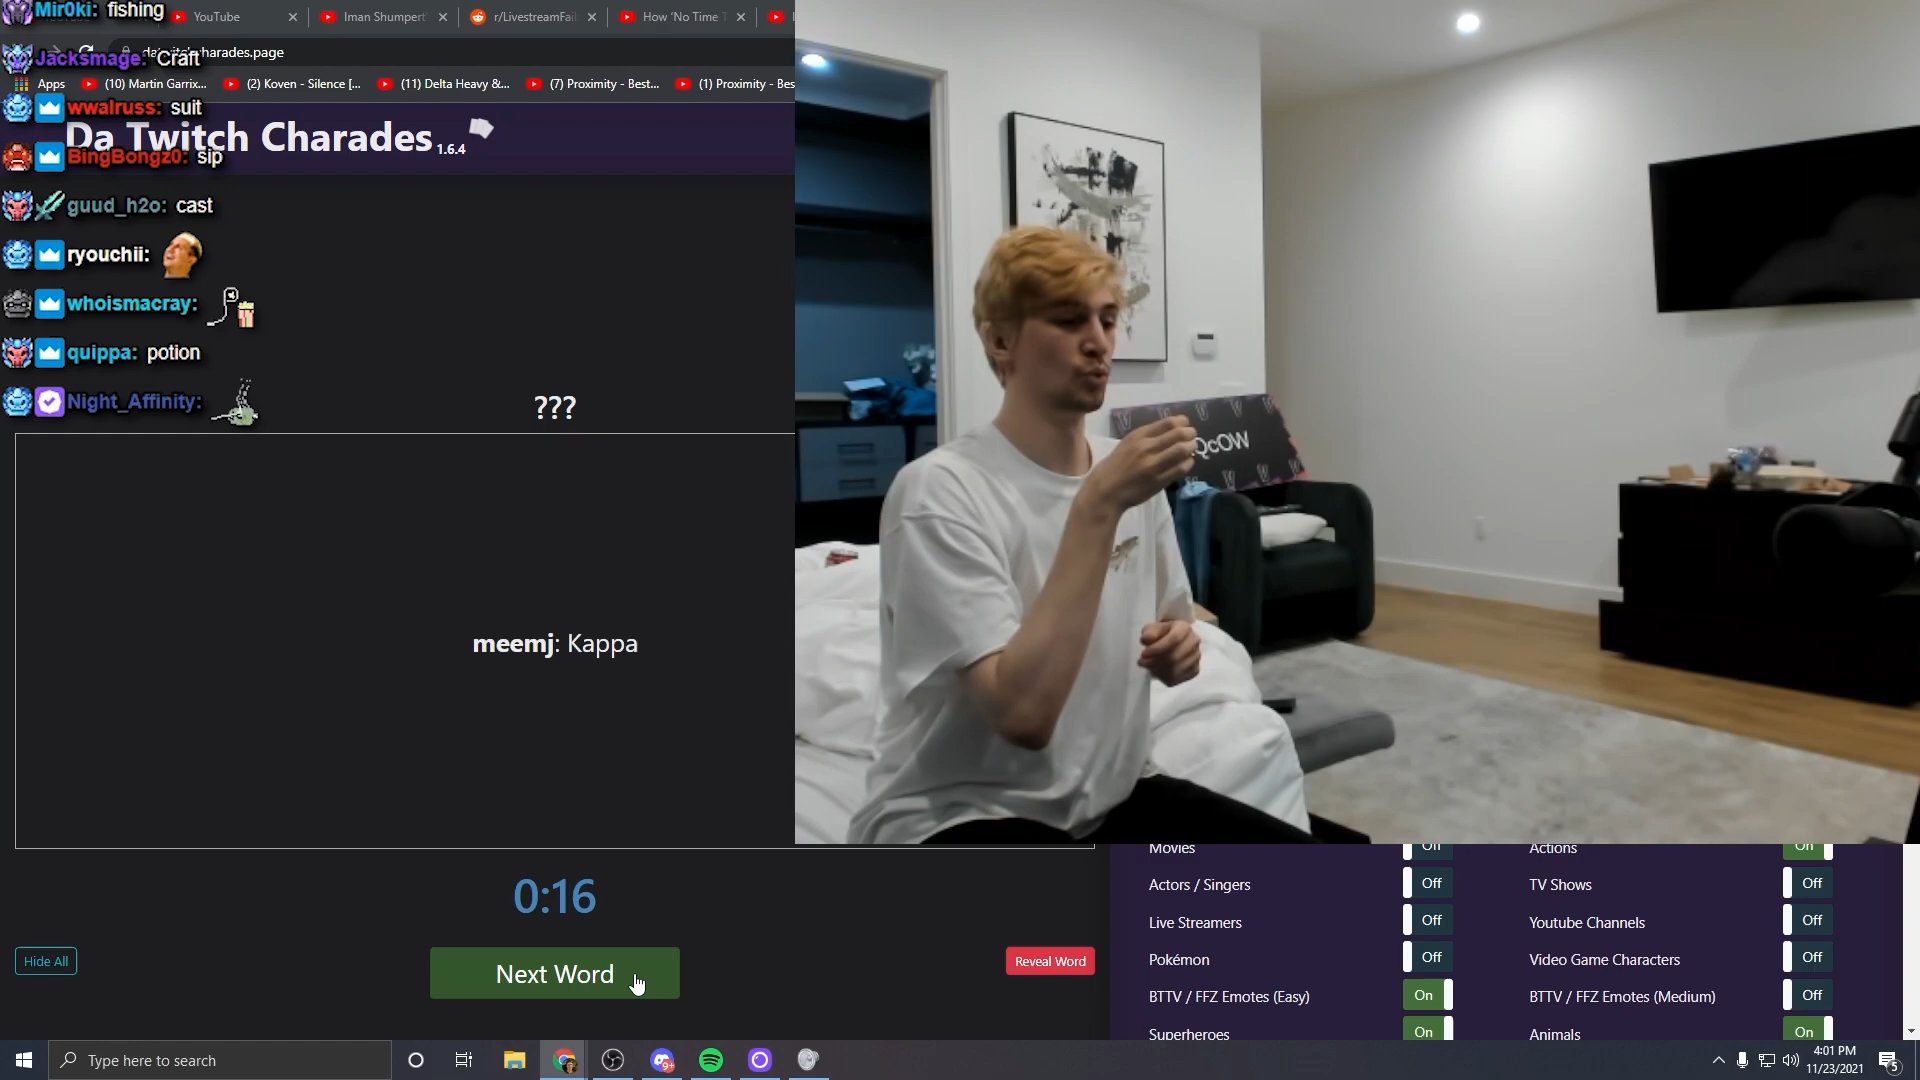 Mir0ki: fishing
YouTube
Iman Shumpert'
r/LivestreamFail
How 'No Time T
Jacksmage: Craft
harades.page
Apps
(10) Martin Garrix...
(2) Koven - Silence [...
(11) Delta Heavy &...
(7) Proximity - Best...
(1) Proximity - Bes
wwalruss: suit
Da Twitch Charades 1.6.4
BingBongz0: sip
guud_h2o: cast
ryouchii:
whoismacray:
quippa: potion
Night_Affinity:
???
QcOW
meemj: Kappa
0:16
Hide All
Next Word
Reveal Word
Movies
Off
Actions
On
Actors / Singers
Off
TV Shows
Off
Live Streamers
Off
Youtube Channels
Off
Pokémon
Off
Video Game Characters
Off
BTTV / FFZ Emotes (Easy)
On
BTTV / FFZ Emotes (Medium)
Off
Superheroes
On
Animals
On
Type here to search
9+
4:01 PM
11/23/2021
5